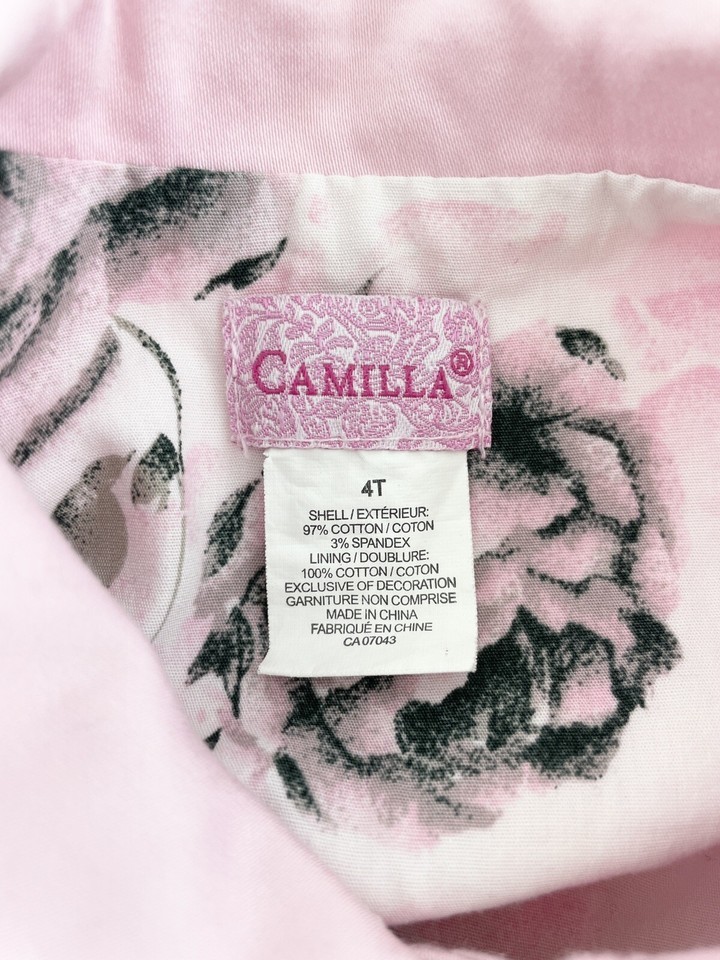 CAMILLA®
4T
SHELL / EXTÉRIEUR:
97% COTTON / COTON
3% SPANDEX
LINING / DOUBLURE:
100% COTTON / COTON
EXCLUSIVE OF DECORATION
GARNITURE NON COMPRISE
MADE IN CHINA
FABRIQUÉ EN CHINE
CA 07043